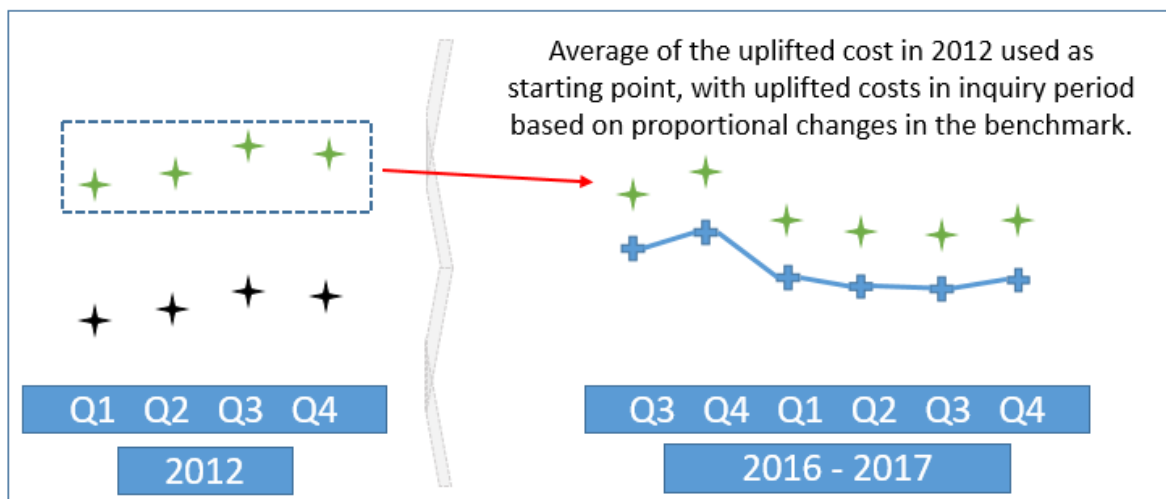 Average of the uplifted cost in 2012 used as
starting point, with uplifted costs in inquiry period
based on proportional changes in the benchmark.
Q1 Q2 Q3 Q4
2012
Q3 Q4 Q1 Q2 Q3 Q4
2016 - 2017